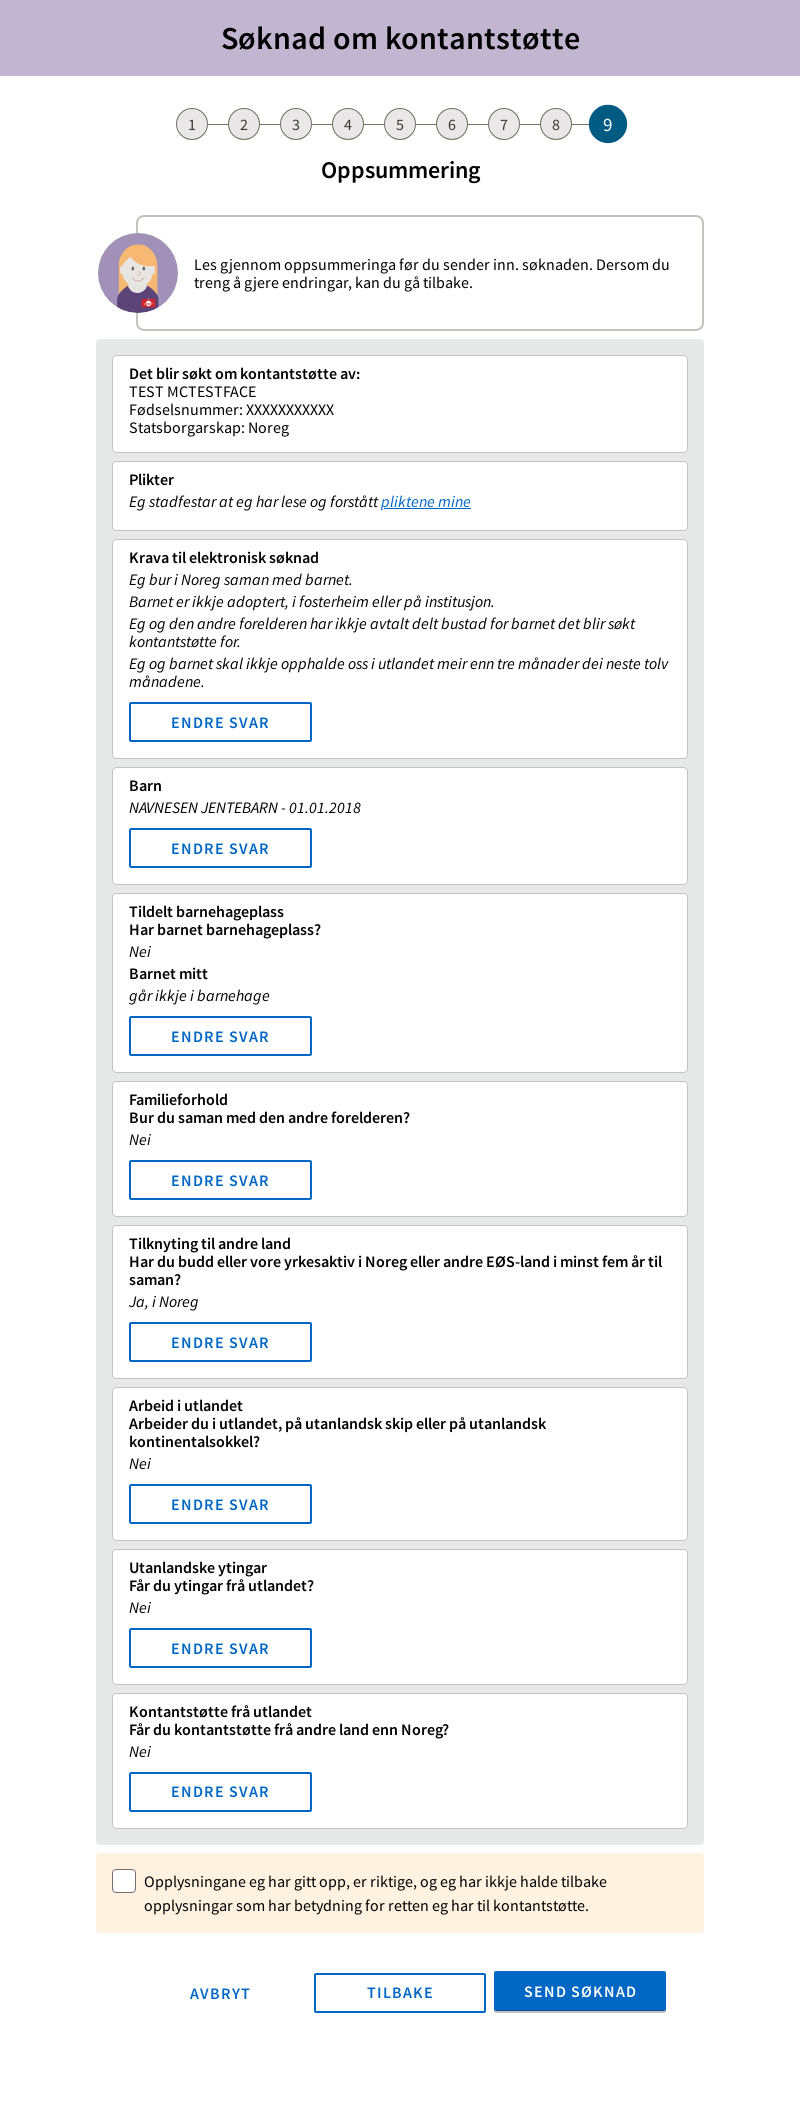 Søknad om kontantstøtte
1 2 3 4 5 6 7 8 9
Oppsummering
Les gjennom oppsummeringa før du sender inn. søknaden. Dersom du
treng å gjere endringar, kan du gå tilbake.
Det blir søkt om kontantstøtte av:
TEST MCTESTFACE
Fødselsnummer: XXXXXXXXXXX
Statsborgarskap: Noreg
Plikter
Eg stadfestar at eg har lese og forstått pliktene mine
Krava til elektronisk søknad
Eg bur i Noreg saman med barnet.
Barnet er ikkje adoptert, i fosterheim eller på institusjon.
Eg og den andre forelderen har ikkje avtalt delt bustad for barnet det blir søkt
kontantstøtte for.
Eg og barnet skal ikkje opphalde oss i utlandet meir enn tre månader dei neste tolv
månadene.
ENDRE SVAR
Barn
NAVNESEN JENTEBARN - 01.01.2018
ENDRE SVAR
Tildelt barnehageplass
Har barnet barnehageplass?
Nei
Barnet mitt
går ikkje i barnehage
ENDRE SVAR
Familieforhold
Bur du saman med den andre forelderen?
Nei
ENDRE SVAR
Tilknyting til andre land
Har du budd eller vore yrkesaktiv i Noreg eller andre EØS-land i minst fem år til
saman?
Ja, i Noreg
ENDRE SVAR
Arbeid i utlandet
Arbeider du i utlandet, på utanlandsk skip eller på utanlandsk
kontinentalsokkel?
Nei
ENDRE SVAR
Utanlandske ytingar
Får du ytingar frå utlandet?
Nei
ENDRE SVAR
Kontantstøtte frå utlandet
Får du kontantstøtte frå andre land enn Noreg?
Nei
ENDRE SVAR
Opplysningane eg har gitt opp, er riktige, og eg har ikkje halde tilbake
opplysningar som har betydning for retten eg har til kontantstøtte.
AVBRYT TILBAKE SEND SØKNAD